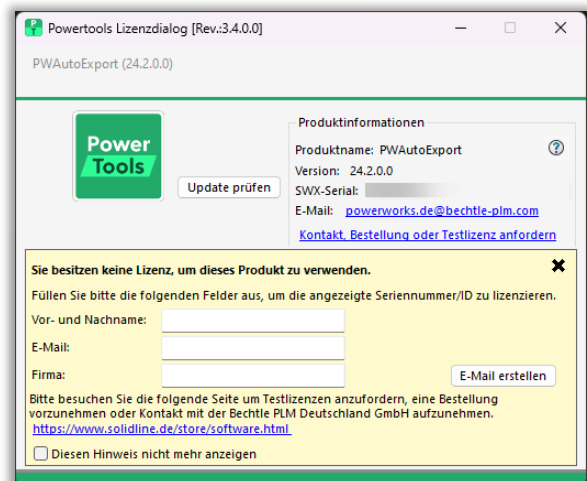 Powertools Lizenzdialog [Rev.:3.4.0.0]
PWAutoExport (24.2.0.0)
Power
Tools
Update prüfen
Produktinformationen
Produktname: PWAutoExport
Version: 24.2.0.0
SWX-Serial:
E-Mail: powerworks.de@bechtle-plm.com
Kontakt, Bestellung oder Testlizenz anfordern
Sie besitzen keine Lizenz, um dieses Produkt zu verwenden.
Füllen Sie bitte die folgenden Felder aus, um die angezeigte Seriennummer/ID zu lizenzieren.
Vor- und Nachname:
E-Mail:
Firma:
E-Mail erstellen
Bitte besuchen Sie die folgende Seite um Testlizenzen anzufordern, eine Bestellung
vorzunehmen oder Kontakt mit der Bechtle PLM Deutschland GmbH aufzunehmen.
https://www.solidline.de/store/software.html
Diesen Hinweis nicht mehr anzeigen